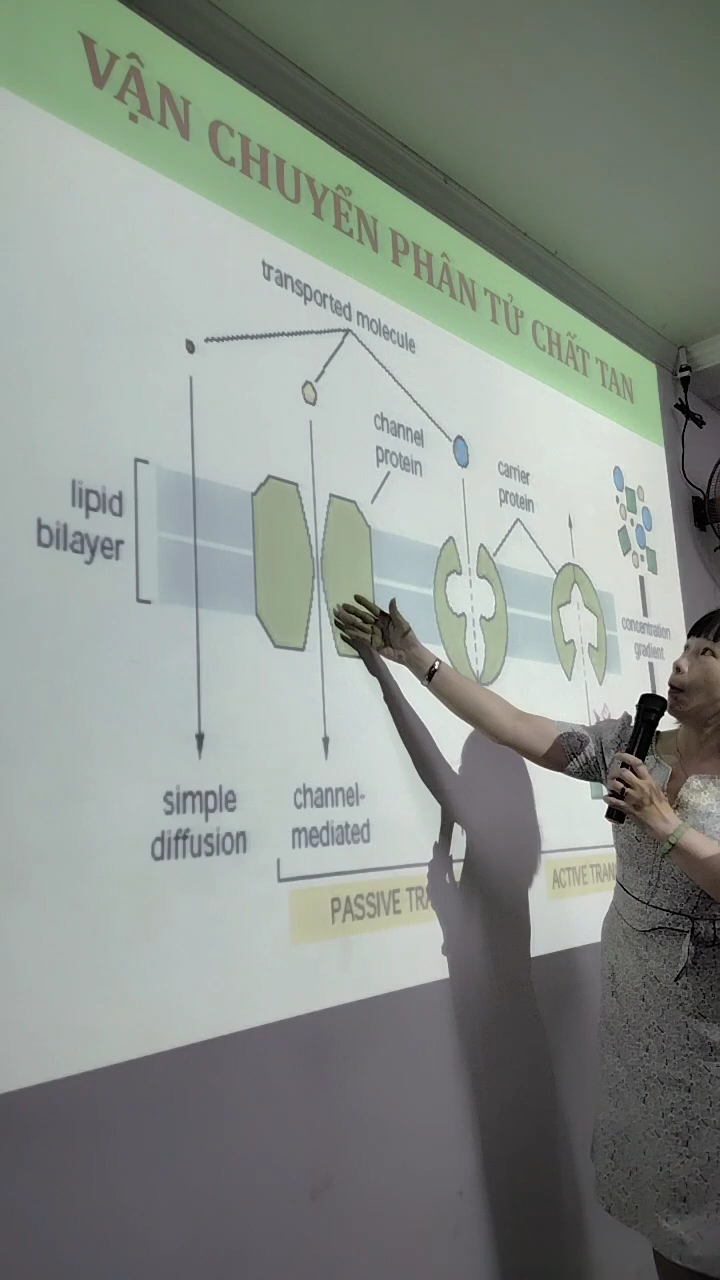 VẬN CHUYỂN PHÂN TỬ CHẤT TAN
transported molecule
channel
protein
carrier
protein
lipid
bilayer
concentration
gradient
simple
diffusion
channel-
mediated
PASSIVE TRA
ACTIVE TRAN